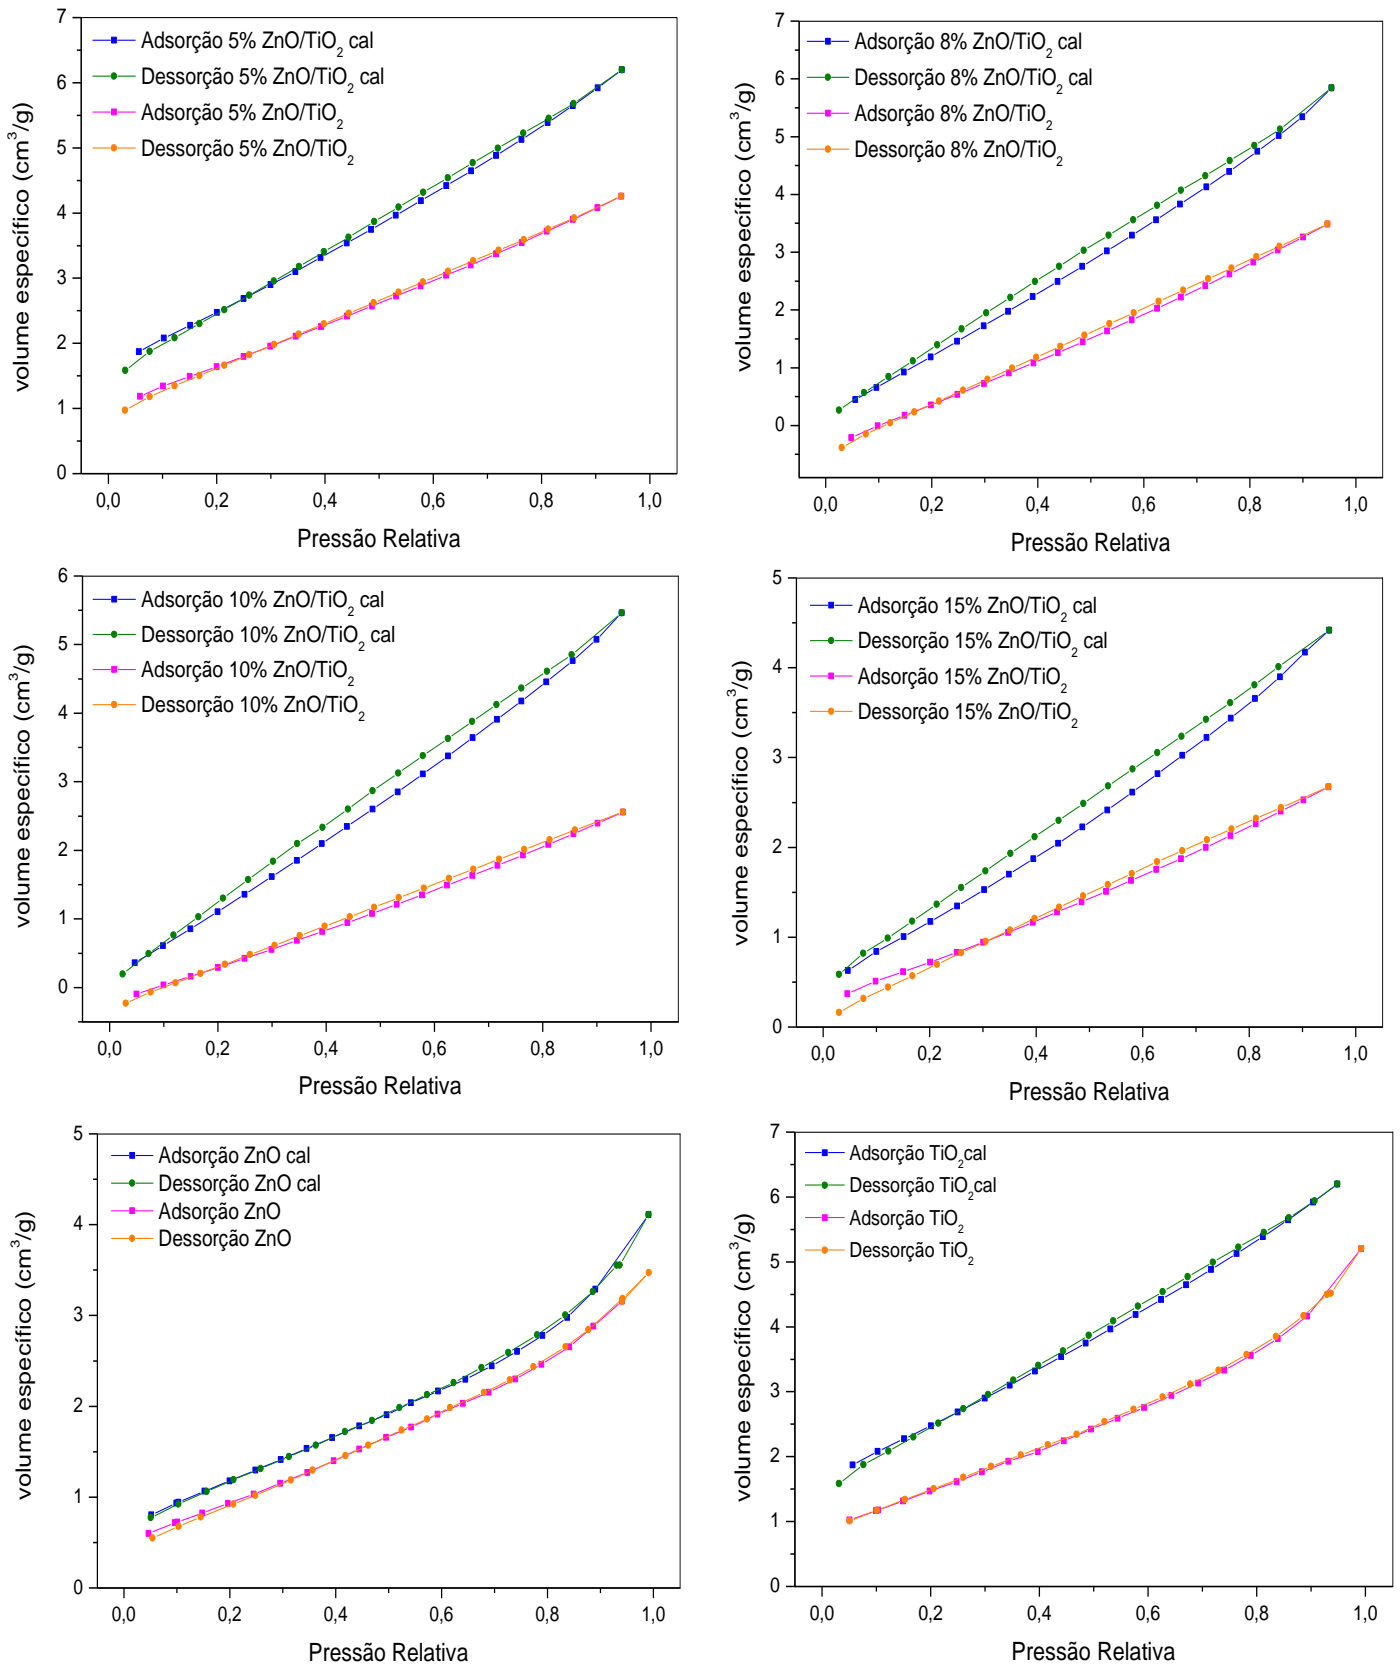 volume específico (cm³/g)
7
6
5
4
3
2
1
0
Adsorção 5% ZnO/TiO₂ cal
Dessorção 5% ZnO/TiO₂ cal
Adsorção 5% ZnO/TiO₂
Dessorção 5% ZnO/TiO₂
0,0 0,2 0,4 0,6 0,8 1,0
Pressão Relativa
volume específico (cm³/g)
7
6
5
4
3
2
1
0
Adsorção 8% ZnO/TiO₂ cal
Dessorção 8% ZnO/TiO₂ cal
Adsorção 8% ZnO/TiO₂
Dessorção 8% ZnO/TiO₂
0,0 0,2 0,4 0,6 0,8 1,0
Pressão Relativa
volume específico (cm³/g)
6
5
4
3
2
1
0
Adsorção 10% ZnO/TiO₂ cal
Dessorção 10% ZnO/TiO₂ cal
Adsorção 10% ZnO/TiO₂
Dessorção 10% ZnO/TiO₂
0,0 0,2 0,4 0,6 0,8 1,0
Pressão Relativa
volume específico (cm³/g)
5
4
3
2
1
0
Adsorção 15% ZnO/TiO₂ cal
Dessorção 15% ZnO/TiO₂ cal
Adsorção 15% ZnO/TiO₂
Dessorção 15% ZnO/TiO₂
0,0 0,2 0,4 0,6 0,8 1,0
Pressão Relativa
volume específico (cm³/g)
5
4
3
2
1
0
Adsorção ZnO cal
Dessorção ZnO cal
Adsorção ZnO
Dessorção ZnO
0,0 0,2 0,4 0,6 0,8 1,0
Pressão Relativa
volume específico (cm³/g)
7
6
5
4
3
2
1
0
Adsorção TiO₂cal
Dessorção TiO₂cal
Adsorção TiO₂
Dessorção TiO₂
0,0 0,2 0,4 0,6 0,8 1,0
Pressão Relativa